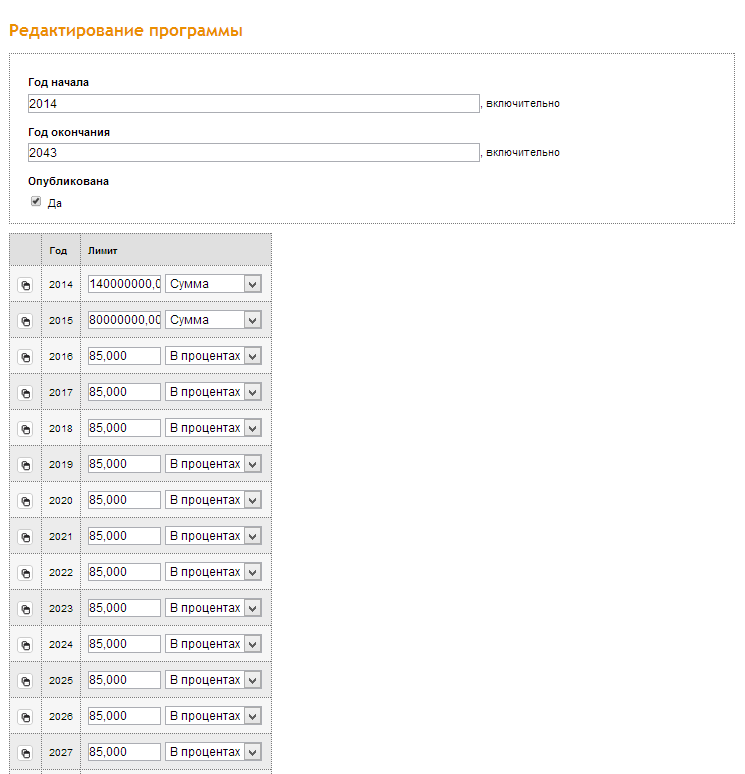 Редактирование программы
Год начала
2014, включительно
Год окончания
2043, включительно
Опубликована
Да
Год Лимит
2014 140000000,0 Сумма
2015 80000000,00 Сумма
2016 85,000 В процентах
2017 85,000 В процентах
2018 85,000 В процентах
2019 85,000 В процентах
2020 85,000 В процентах
2021 85,000 В процентах
2022 85,000 В процентах
2023 85,000 В процентах
2024 85,000 В процентах
2025 85,000 В процентах
2026 85,000 В процентах
2027 85,000 В процентах